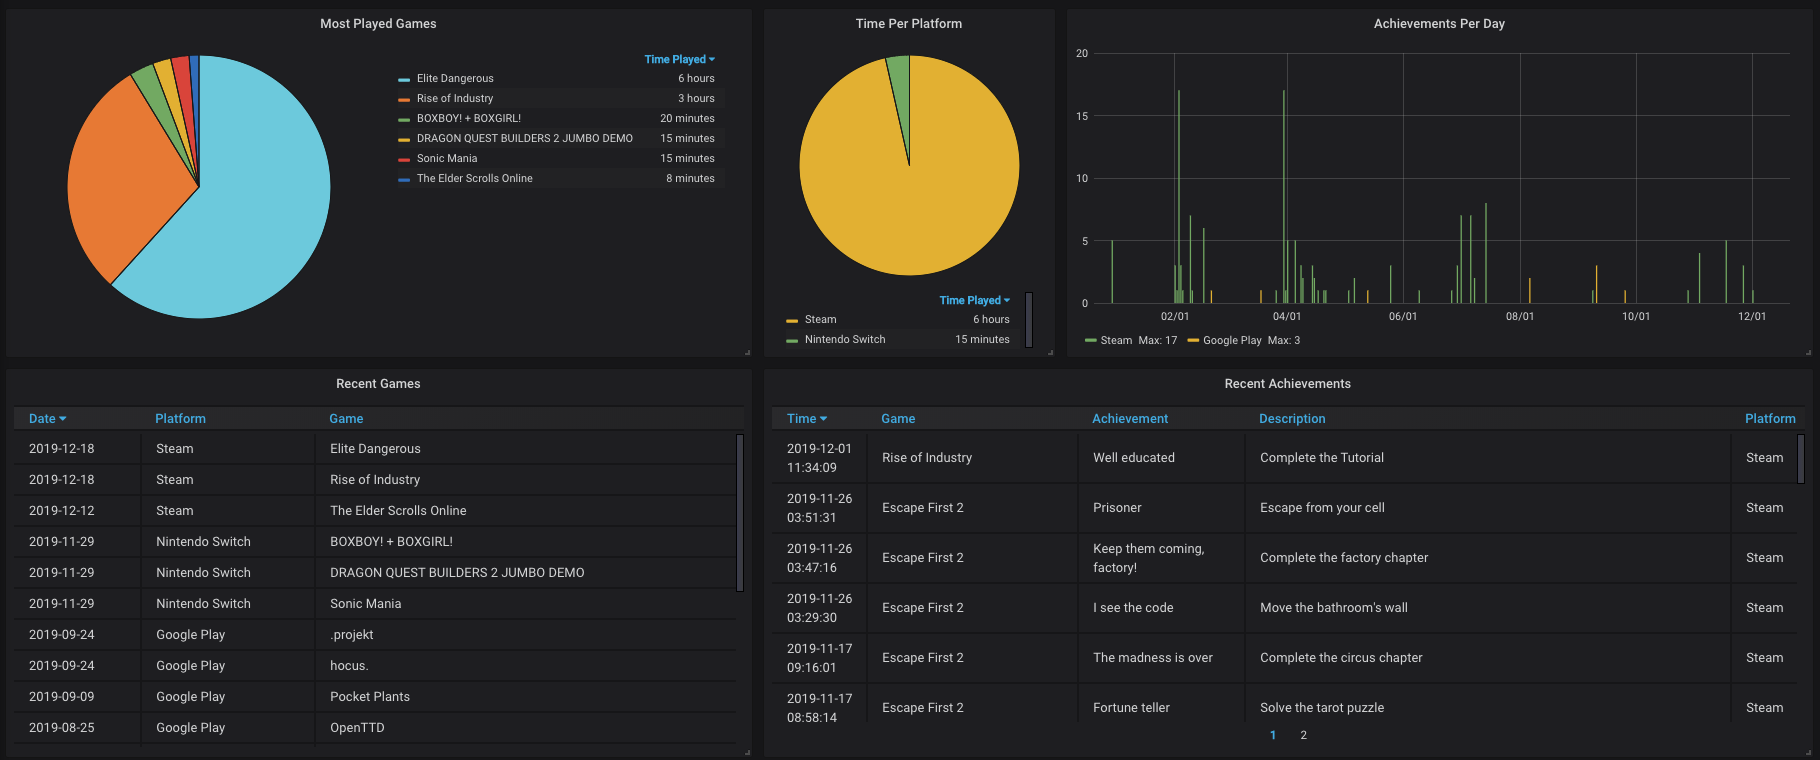 Most Played Games
Time Played
Elite Dangerous 6 hours
Rise of Industry 3 hours
BOXBOY! + BOXGIRL! 20 minutes
DRAGON QUEST BUILDERS 2 JUMBO DEMO 15 minutes
Sonic Mania 15 minutes
The Elder Scrolls Online 8 minutes
Time Per Platform
Time Played
Steam 6 hours
Nintendo Switch 15 minutes
Achievements Per Day
20
15
10
5
0
02/01 04/01 06/01 08/01 10/01 12/01
Steam Max: 17 Google Play Max: 3
Recent Games
Date Platform Game
2019-12-18 Steam Elite Dangerous
2019-12-18 Steam Rise of Industry
2019-12-12 Steam The Elder Scrolls Online
2019-11-29 Nintendo Switch BOXBOY! + BOXGIRL!
2019-11-29 Nintendo Switch DRAGON QUEST BUILDERS 2 JUMBO DEMO
2019-11-29 Nintendo Switch Sonic Mania
2019-09-24 Google Play .projekt
2019-09-24 Google Play hocus.
2019-09-09 Google Play Pocket Plants
2019-08-25 Google Play OpenTTD
Recent Achievements
Time Game Achievement Description Platform
2019-12-01
11:34:09 Rise of Industry Well educated Complete the Tutorial Steam
2019-11-26
03:51:31 Escape First 2 Prisoner Escape from your cell Steam
2019-11-26
03:47:16 Escape First 2 Keep them coming,
factory! Complete the factory chapter Steam
2019-11-26
03:29:30 Escape First 2 I see the code Move the bathroom's wall Steam
2019-11-17
09:16:01 Escape First 2 The madness is over Complete the circus chapter Steam
2019-11-17
08:58:14 Escape First 2 Fortune teller Solve the tarot puzzle Steam
1 2